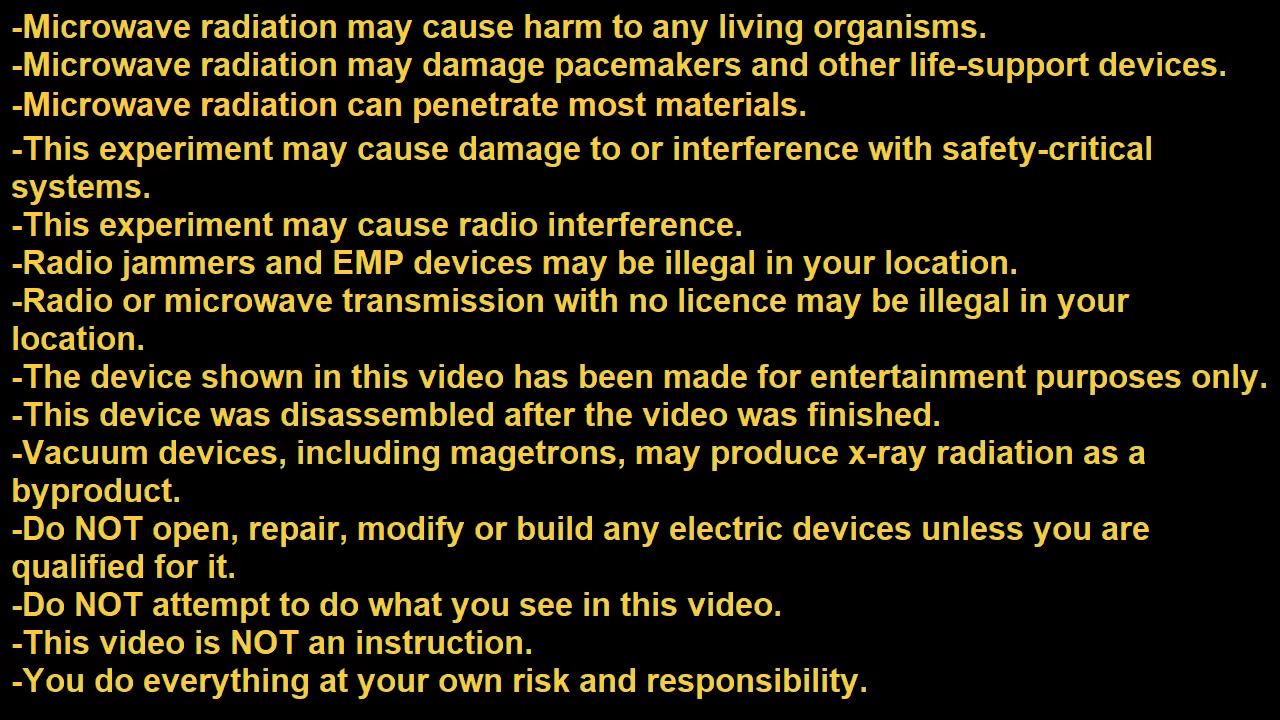 -Microwave radiation may cause harm to any living organisms.
-Microwave radiation may damage pacemakers and other life-support devices.
-Microwave radiation can penetrate most materials.
-This experiment may cause damage to or interference with safety-critical
systems.
-This experiment may cause radio interference.
-Radio jammers and EMP devices may be illegal in your location.
-Radio or microwave transmission with no licence may be illegal in your
location.
-The device shown in this video has been made for entertainment purposes only.
-This device was disassembled after the video was finished.
-Vacuum devices, including magetrons, may produce x-ray radiation as a
byproduct.
-Do NOT open, repair, modify or build any electric devices unless you are
qualified for it.
-Do NOT attempt to do what you see in this video.
-This video is NOT an instruction.
-You do everything at your own risk and responsibility.